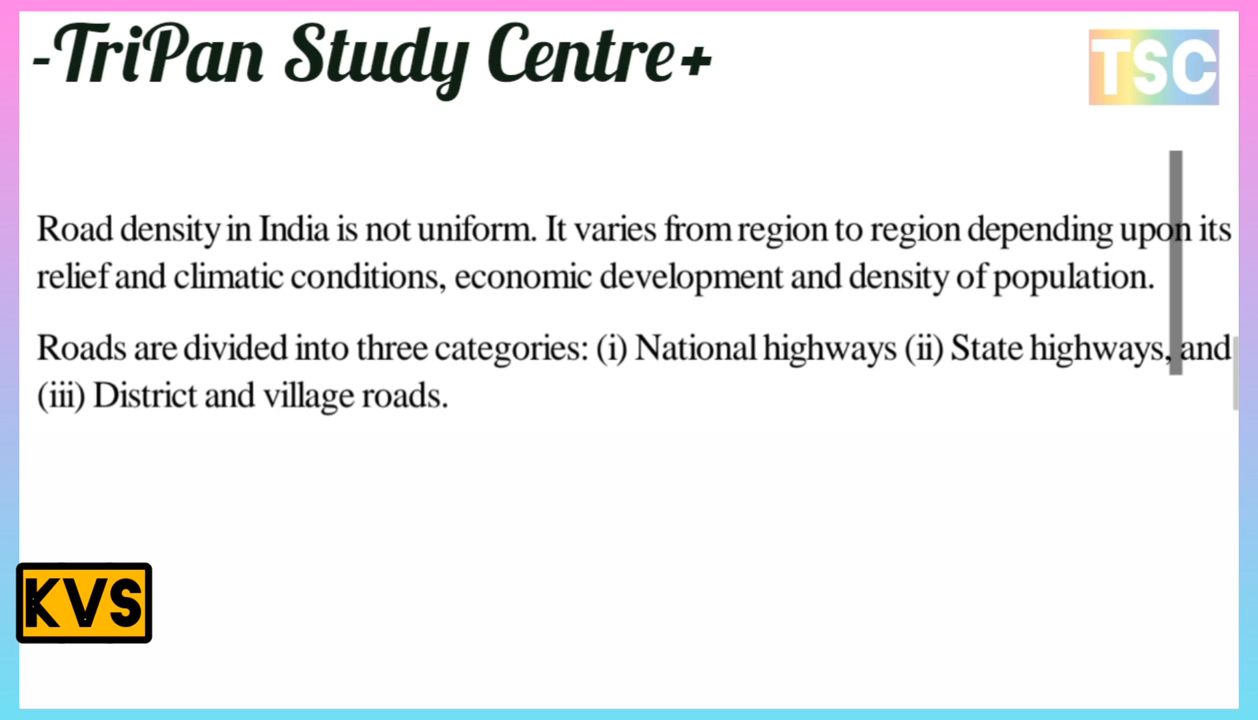 -TriPan Study Centre+
TSC
Road density in India is not uniform. It varies from region to region depending upon its
relief and climatic conditions, economic development and density of population.
Roads are divided into three categories: (i) National highways (ii) State highways, and
(iii) District and village roads.
KVS